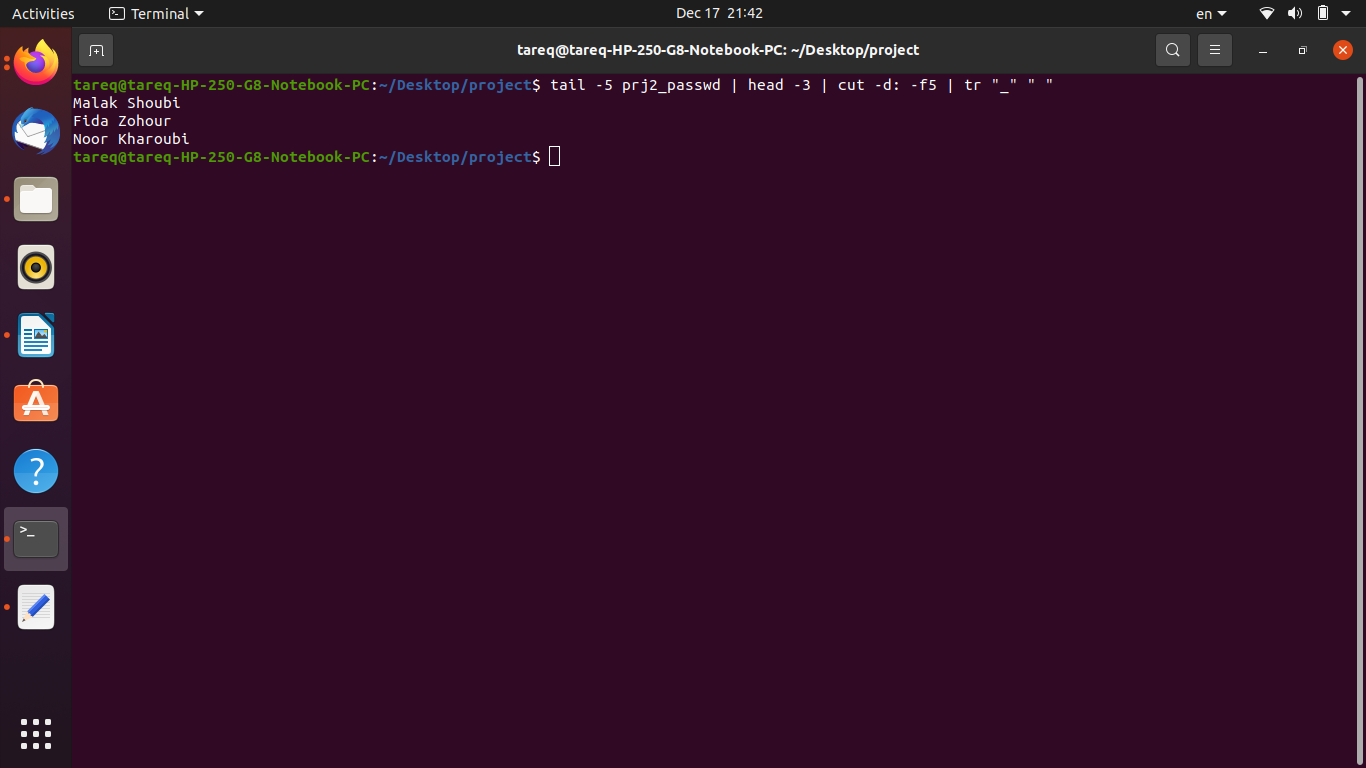 Activities Terminal Dec 17 21:42 en
tareq@tareq-HP-250-G8-Notebook-PC: ~/Desktop/project
tareq@tareq-HP-250-G8-Notebook-PC:~/Desktop/project$ tail -5 prj2_passwd | head -3 | cut -d: -f5 | tr "_" " "
Malak Shoubi
Fida Zohour
Noor Kharoubi
tareq@tareq-HP-250-G8-Notebook-PC:~/Desktop/project$